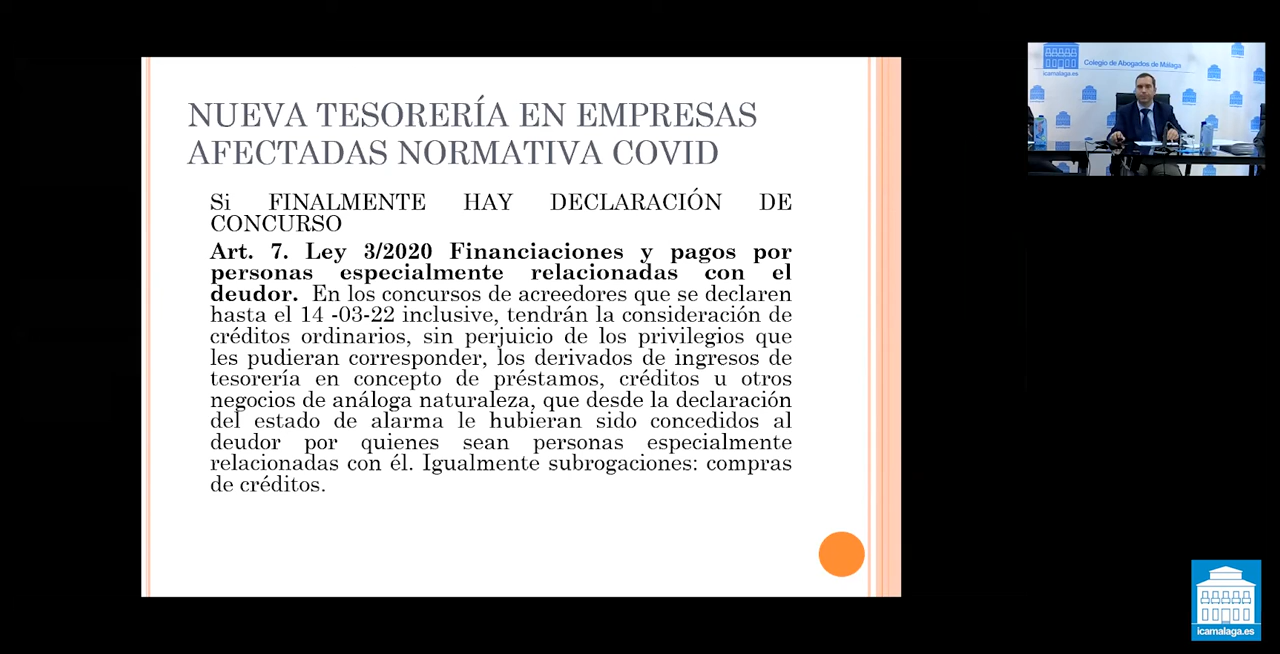 NUEVA TESORERÍA EN EMPRESAS
AFECTADAS NORMATIVA COVID
Si FINALMENTE HAY DECLARACIÓN DE
CONCURSO
Art. 7. Ley 3/2020 Financiaciones y pagos por
personas especialmente relacionadas con el
deudor. En los concursos de acreedores que se declaren
hasta el 14 -03-22 inclusive, tendrán la consideración de
créditos ordinarios, sin perjuicio de los privilegios que
les pudieran corresponder, los derivados de ingresos de
tesorería en concepto de préstamos, créditos u otros
negocios de análoga naturaleza, que desde la declaración
del estado de alarma le hubieran sido concedidos al
deudor por quienes sean personas especialmente
relacionadas con él. Igualmente subrogaciones: compras
de créditos.
Colegio de Abogados de Málaga
icamalaga.es
icamalaga.es